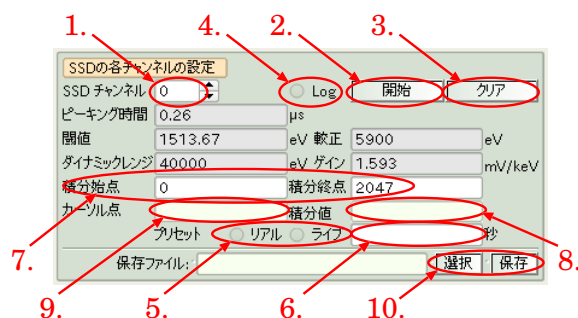 1. 4. 2. 3.
SSDの各チャンネルの設定
SSD チャンネル 0 Log 開始 クリア
ピーキング時間 0.26 μs
閾値 1513.67 eV 較正 5900 eV
ダイナミックレンジ 40000 eV ゲイン 1.593 mV/keV
積分始点 0 積分終点 2047
カーソル点 積分値
プリセット リアル ライブ 秒
7. 8.
保存ファイル: 選択 保存
9. 5. 6. 10.